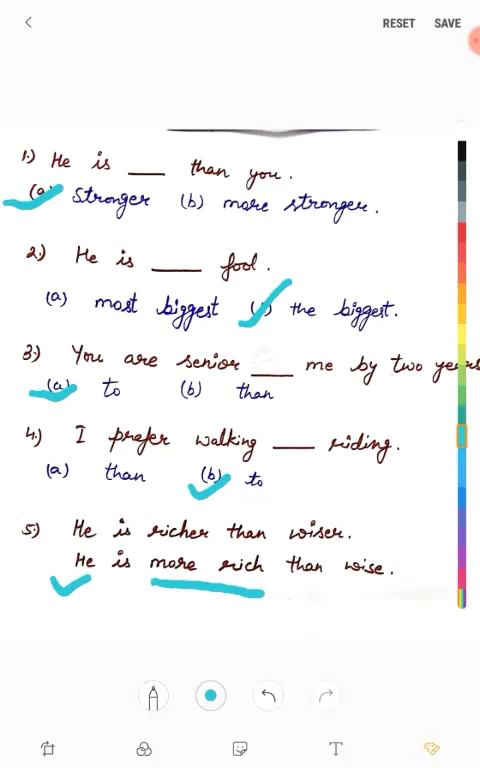 RESET SAVE
1.) He is ___ than you.
(a) Stronger (b) more stronger.
2.) He is ___ fool.
(a) most biggest (b) the biggest.
3.) You are senior ___ me by two years
(a) to (b) than
4.) I prefer walking ___ riding.
(a) than (b) to
5.) He is richer than wiser.
He is more rich than wise.
T